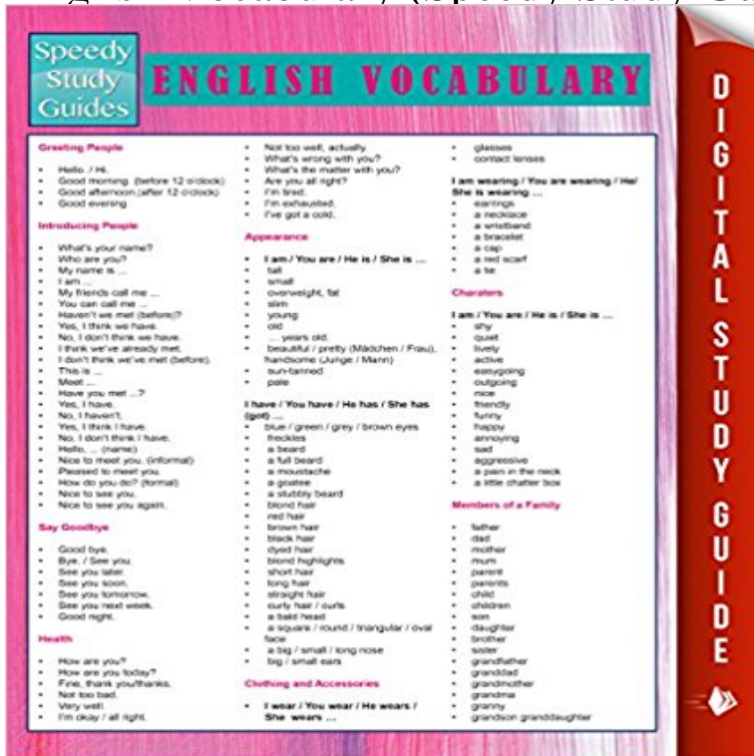 Speedy
Study
Guides
ENGLISH VOCABULARY
Greeting People
• Hello. / Hi.
• Good morning. (before 12 o'clock)
• Good afternoon.(after 12 o'clock)
• Good evening.
Introducing People
• What's your name?
• Who are you?
• My name is ...
• I am ...
• My friends call me ...
• You can call me ...
• Haven't we met (before)?
• Yes, I think we have.
• No, I don't think we have.
• I think we've already met.
• I don't think we've met (before).
• This is ...
• Meet ...
• Have you met ...?
• Yes, I have.
• No, I haven't.
• Yes, I think I have.
• No, I don't think I have.
• Hello, ... (name)
• Nice to meet you. (informal)
• Pleased to meet you.
• How do you do? (formal)
• Nice to see you.
• Nice to see you again.
Say Goodbye
• Good bye.
• Bye. / See you.
• See you later.
• See you soon.
• See you tomorrow.
• See you next week.
• Good night.
Health
• How are you?
• How are you today?
• Fine, thank you/thanks.
• Not too bad.
• Very well.
• I'm okay / all right.
• Not too well, actually.
• What's wrong with you?
• What's the matter with you?
• Are you all right?
• I'm tired.
• I'm exhausted.
• I've got a cold.
Appearance
• I am / You are / He is / She is ...
• tall
• small
• overweight, fat
• slim
• young
• old
• ... years old.
• beautiful / pretty (Mädchen / Frau),
handsome (Junge / Mann)
• sun-tanned
• pale
I have / You have / He has / She has
(got) ...
• blue / green / grey / brown eyes
• freckles
• a beard
• a full beard
• a moustache
• a goatee
• a stubbly beard
• blond hair
• red hair
• brown hair
• black hair
• dyed hair
• blond highlights
• short hair
• long hair
• straight hair
• curly hair / curls
• a bald head
• a square / round / triangular / oval
face
• a big / small / long nose
• big / small ears
Clothing and Accessories
• I wear / You wear / He wears /
She wears ...
• glasses
• contact lenses
I am wearing / You are wearing / He/
She is wearing ...
• earrings
• a necklace
• a wristband
• a bracelet
• a cap
• a red scarf
• a tie
Charaters
I am / You are / He is / She is ...
• shy
• quiet
• lively
• active
• easygoing
• outgoing
• nice
• friendly
• funny
• happy
• annoying
• sad
• aggressive
• a pain in the neck
• a little chatter box
Members of a Family
• father
• dad
• mother
• mum
• parent
• parents
• child
• children
• son
• daughter
• brother
• sister
• grandfather
• granddad
• grandmother
• grandma
• granny
• grandson granddaughter
DIGITAL STUDY GUIDE